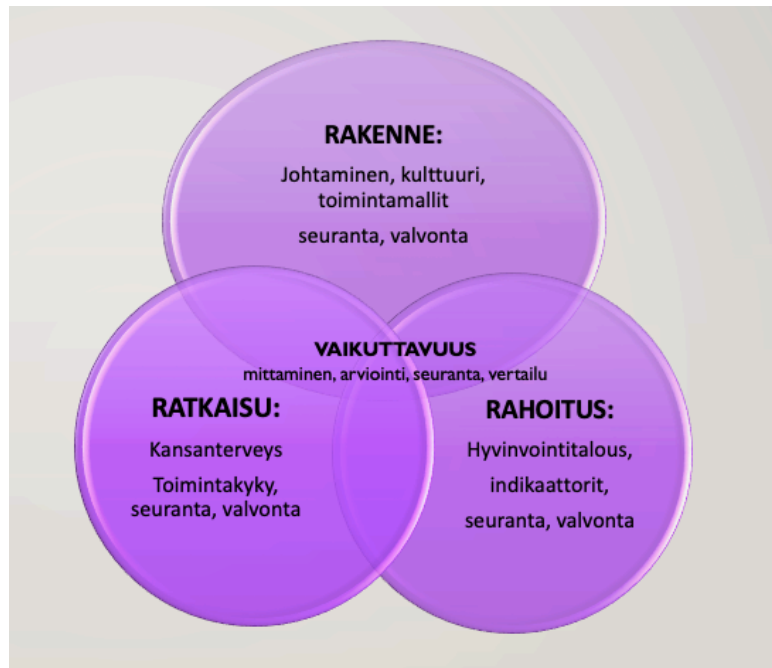 RAKENNE:
Johtaminen, kulttuuri,
toimintamallit
seuranta, valvonta
VAIKUTTAVUUS
mittaminen, arviointi, seuranta, vertailu
RATKAISU:
Kansanterveys
Toimintakyky,
seuranta, valvonta
RAHOITUS:
Hyvinvointitalous,
indikaattorit,
seuranta, valvonta